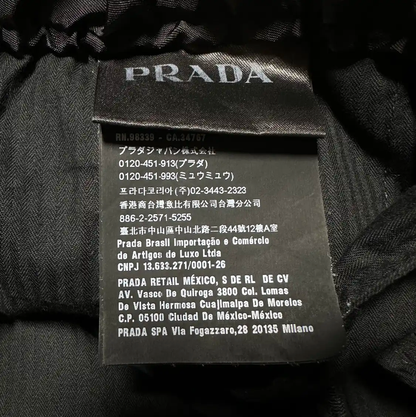 PRADA
RN.96339 - CA.34767
プラダジャパン株式会社
0120-451-913(プラダ)
0120-451-993(ミュウミュウ)
프라다코리아(주)02-3443-2323
香港商台灣意比有限公司台灣分公司
886-2-2571-5255
臺北市中山區中山北路二段44號12樓A室
Prada Brasil Importação e Comércio
de Artigos de Luxo Ltda
CNPJ 13.633.271/0001-26
PRADA RETAIL MÉXICO, S DE RL DE CV
AV. Vasco De Quiroga 3800 Col. Lomas
De Vista Hermosa Cuajimalpa De Morelos
C.P. 05100 Ciudad De México-México
PRADA SPA Via Fogazzaro,28 20135 Milano